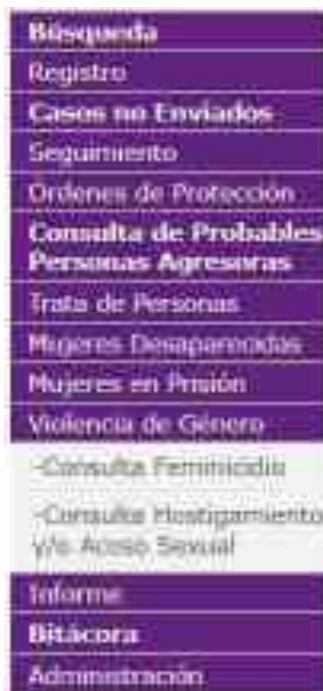 Búsqueda
Registro
Casos no Enviados
Seguimiento
Órdenes de Protección
Consulta de Probables
Personas Agresoras
Trata de Personas
Mujeres Desaparecidas
Mujeres en Prisión
Violencia de Género
-Consulta Feminicidio
-Consulta Hostigamiento
y/o Acoso Sexual
Informe
Bitácora
Administración